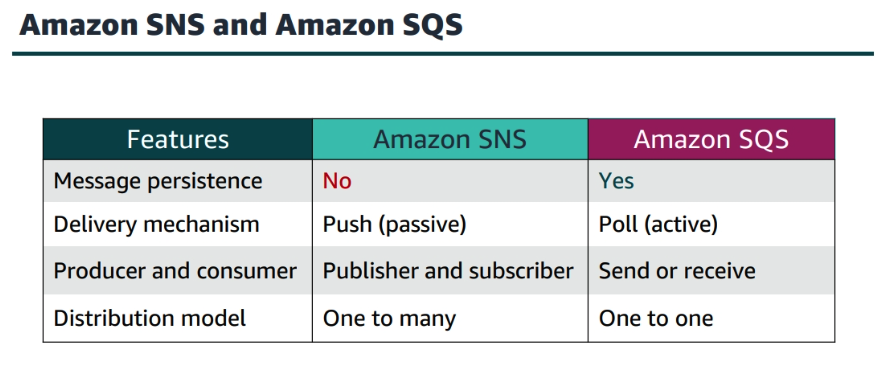 Amazon SNS and Amazon SQS
Features Amazon SNS Amazon SQS
Message persistence No Yes
Delivery mechanism Push (passive) Poll (active)
Producer and consumer Publisher and subscriber Send or receive
Distribution model One to many One to one